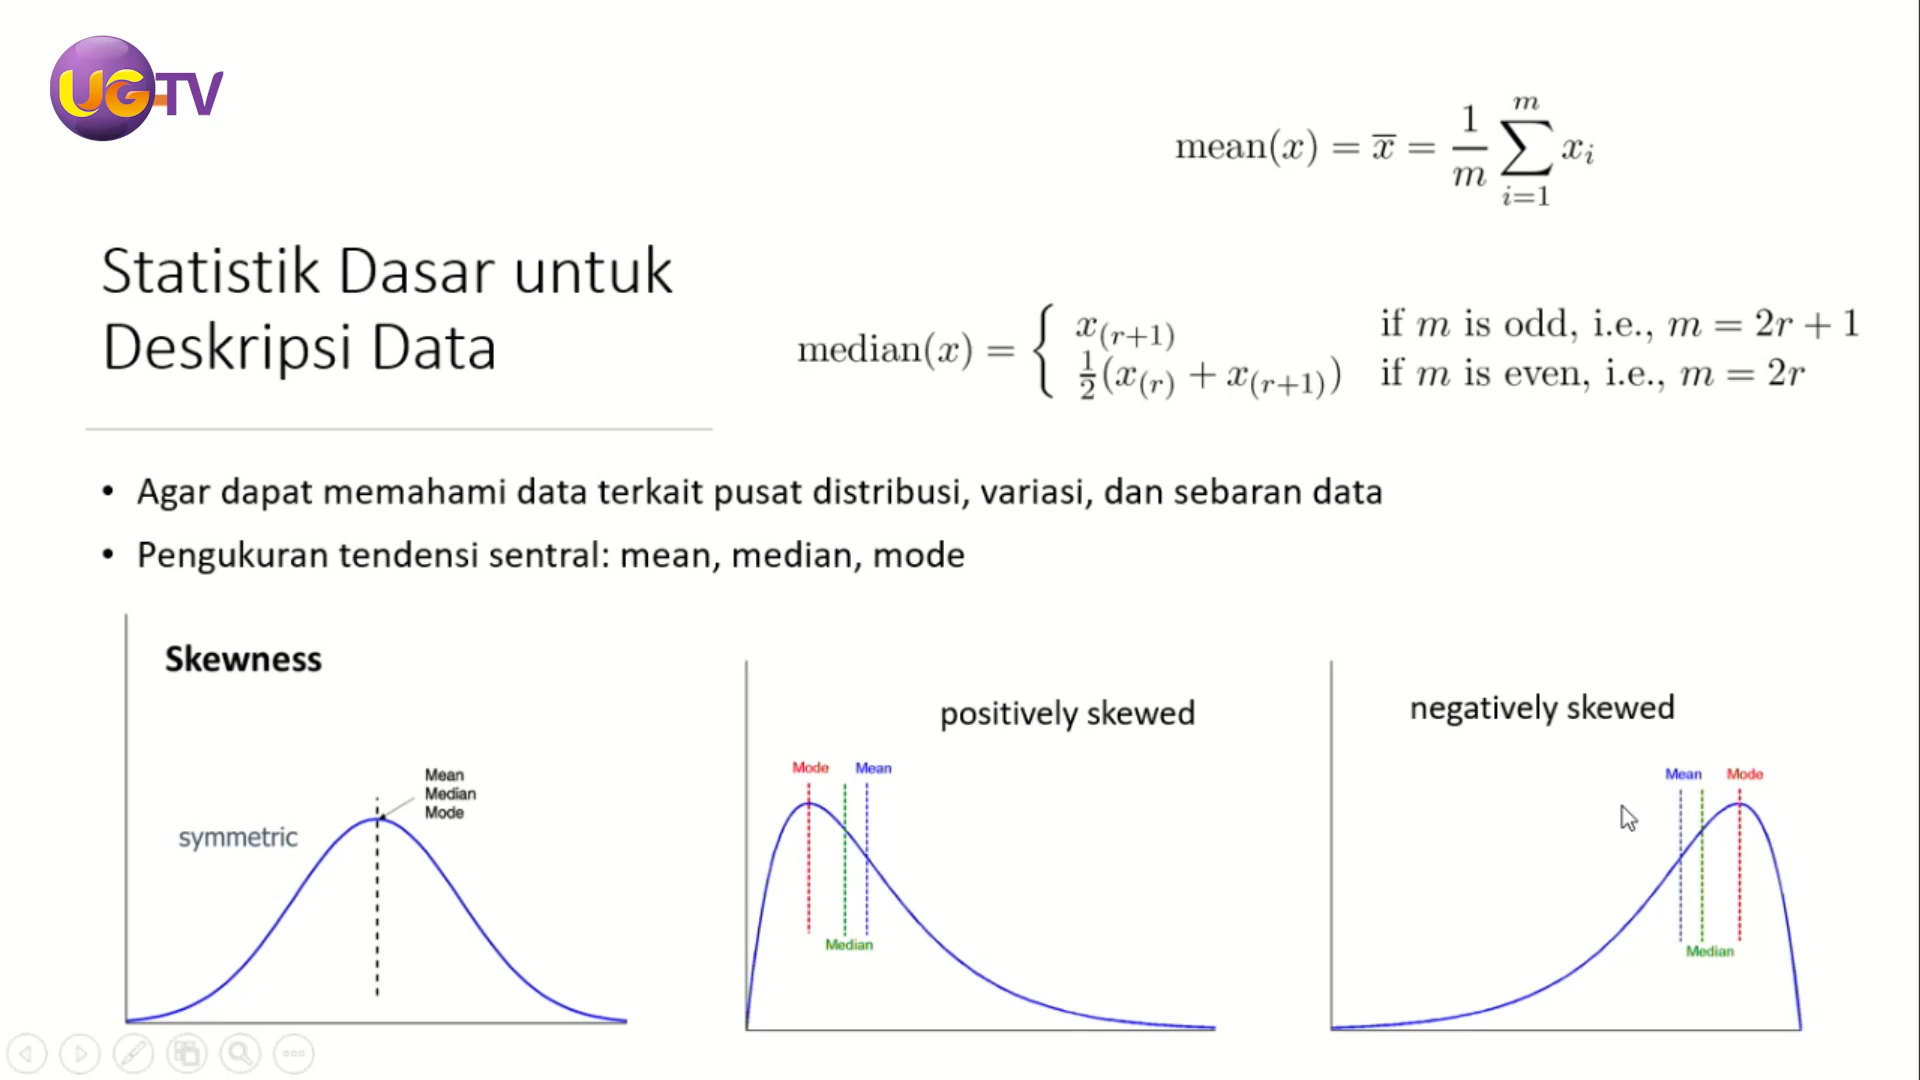 UG-TV
mean(x) = x̄ = 1/m ∑_{i=1}^{m} x_i
Statistik Dasar untuk
Deskripsi Data
median(x) = { x_(r+1) if m is odd, i.e., m = 2r + 1
½(x_(r) + x_(r+1)) if m is even, i.e., m = 2r
• Agar dapat memahami data terkait pusat distribusi, variasi, dan sebaran data
• Pengukuran tendensi sentral: mean, median, mode
Skewness
symmetric
Mean
Median
Mode
positively skewed
Mode Mean
Median
negatively skewed
Mean Mode
Median